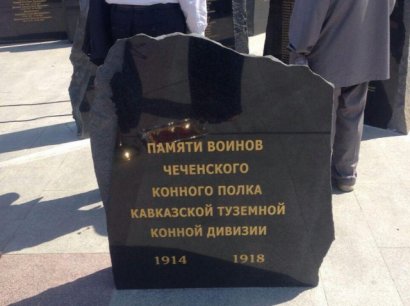 ПАМЯТИ ВОИНОВ
ЧЕЧЕНСКОГО
КОННОГО ПОЛКА
КАВКАЗСКОЙ ТУЗЕМНОЙ
КОННОЙ ДИВИЗИИ
1914 1918